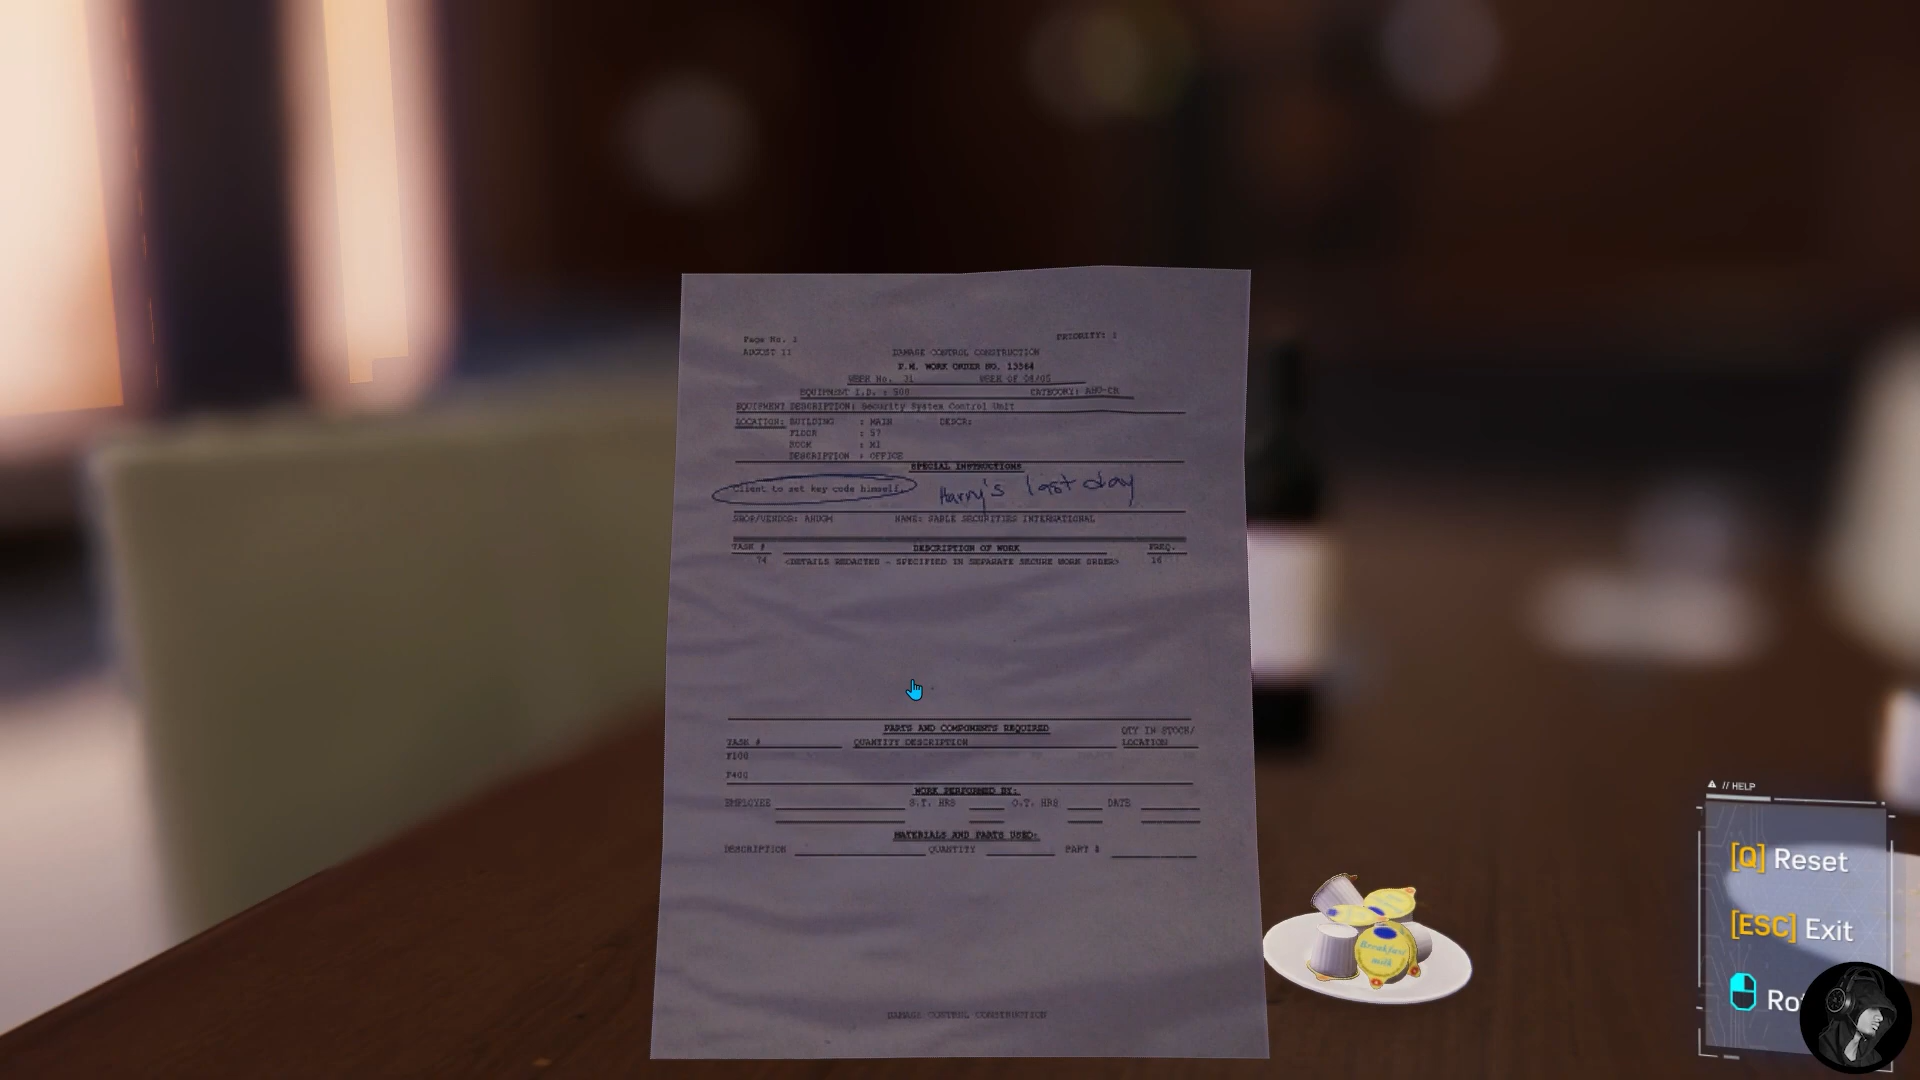 Page No. 1
PRIORITY: 1
AUGUST 11
DAMAGE CONTROL CONSTRUCTION
P.M. WORK ORDER NO. 13564
WEEK No. 31 WEEK OF 08/05
EQUIPMENT I.D. : 500 CATEGORY: AHU-CR
EQUIPMENT DESCRIPTION: Security System Control Unit
LOCATION: BUILDING : MAIN DEPCR:
FLOOR : 57
ROOM : M1
DESCRIPTION : OFFICE
SPECIAL INSTRUCTIONS
Client to set key code himself
Harry's last day
SHOP/VENDOR: ANDGM NAME: SABLE SECURITIES INTERNATIONAL
TASK # DESCRIPTION OF WORK FREQ.
74 <DETAILS REDACTED - SPECIFIED IN SEPARATE SECURE WORK ORDER> 16
PARTS AND COMPONENTS REQUIRED QTY IN STOCK/
TASK # QUANTITY DESCRIPTION LOCATION
F100
F400
WORK PERFORMED BY:
EMPLOYEE S.T. HRS O.T. HRS DATE
MATERIALS AND PARTS USED:
DESCRIPTION QUANTITY PART #
DAMAGE CONTROL CONSTRUCTION
Breakfast
milk
// HELP
[Q] Reset
[ESC] Exit